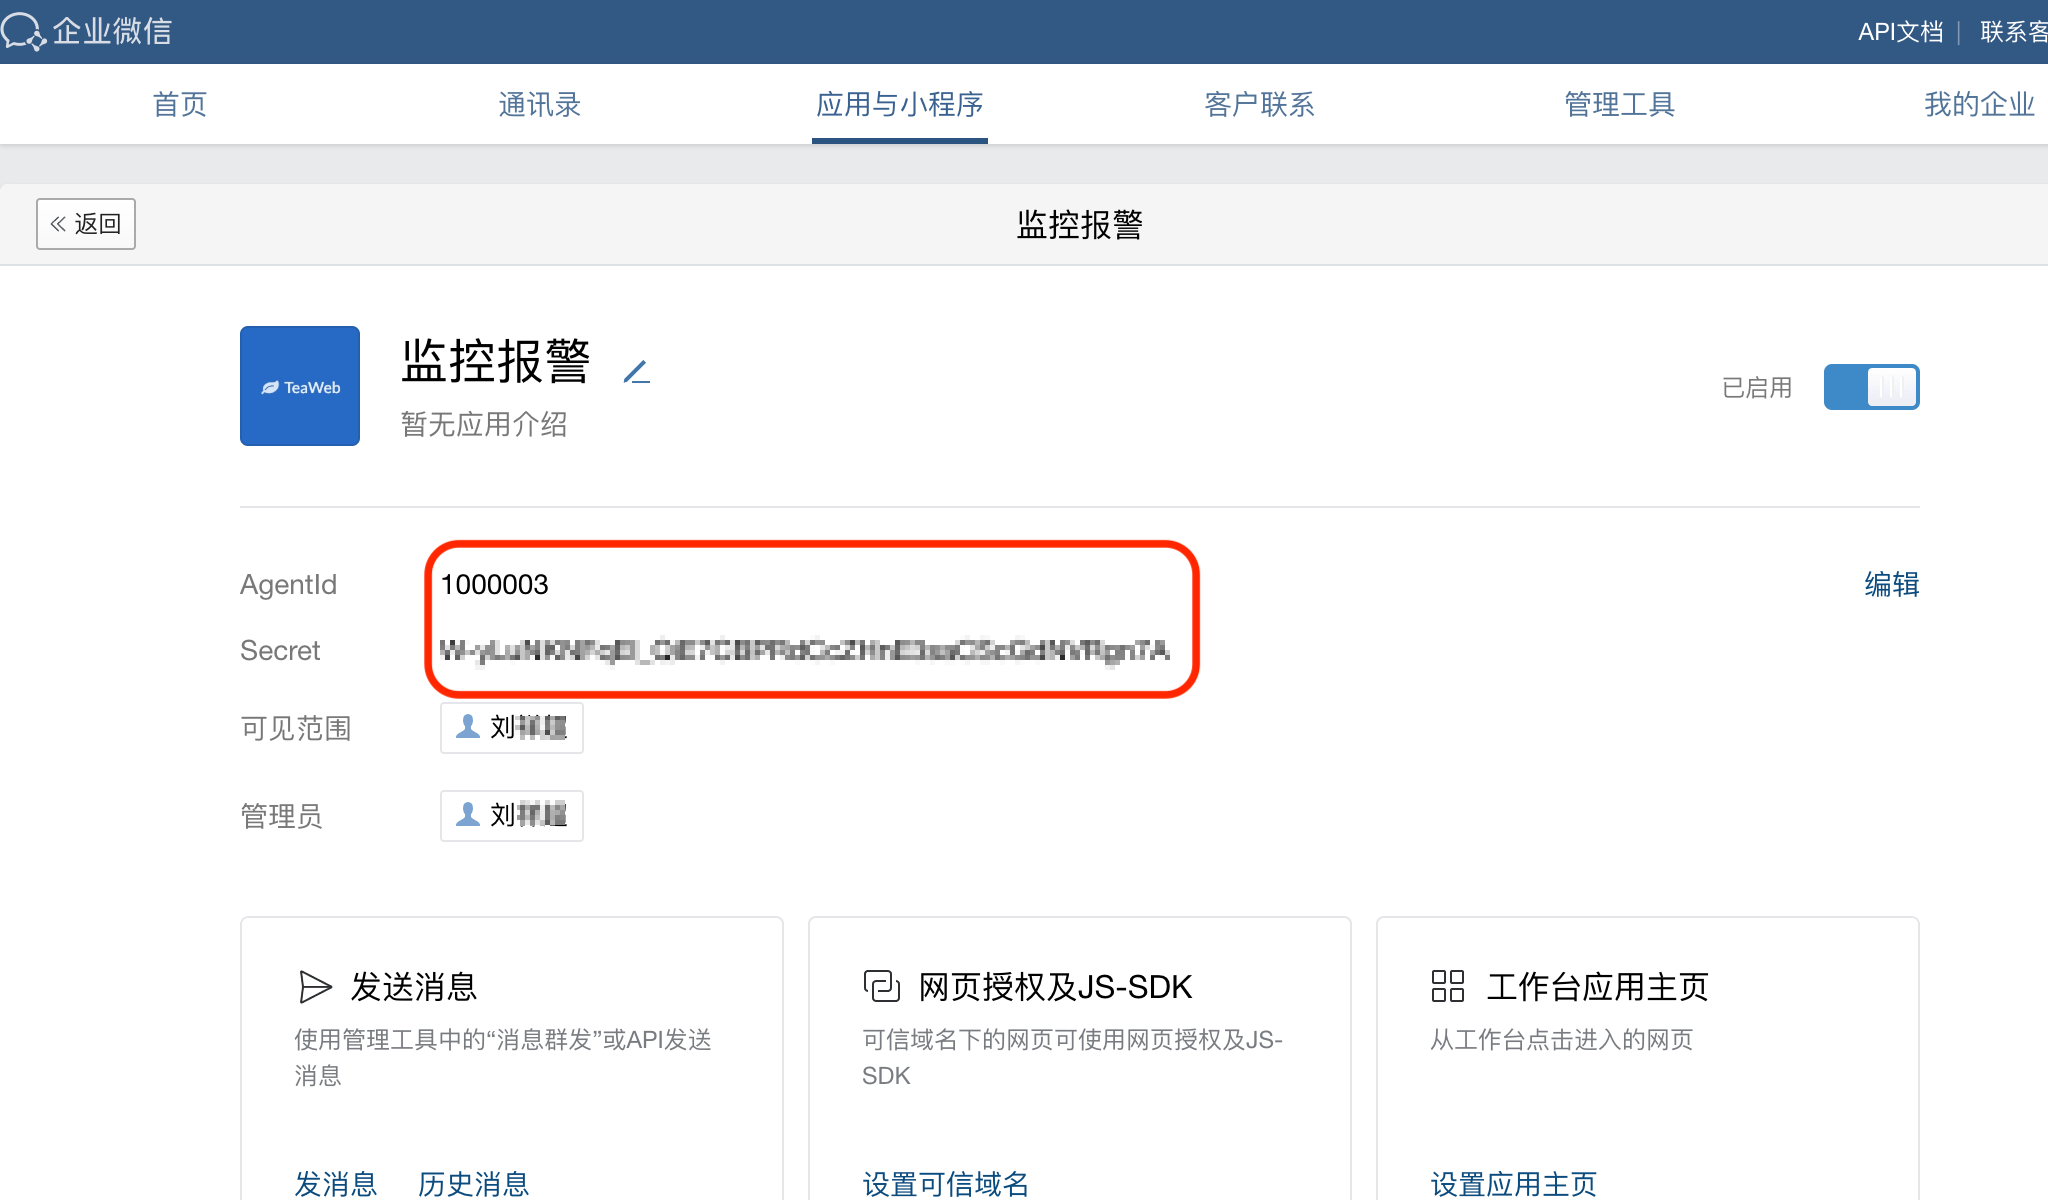 企业微信
API文档
联系客
首页
通讯录
应用与小程序
客户联系
管理工具
我的企业
返回
监控报警
TeaWeb
监控报警
暂无应用介绍
已启用
AgentId
1000003
编辑
Secret
可见范围
刘
管理员
刘
发送消息
使用管理工具中的“消息群发”或API发送
消息
发消息
历史消息
网页授权及JS-SDK
可信域名下的网页可使用网页授权及JS-
SDK
设置可信域名
工作台应用主页
从工作台点击进入的网页
设置应用主页